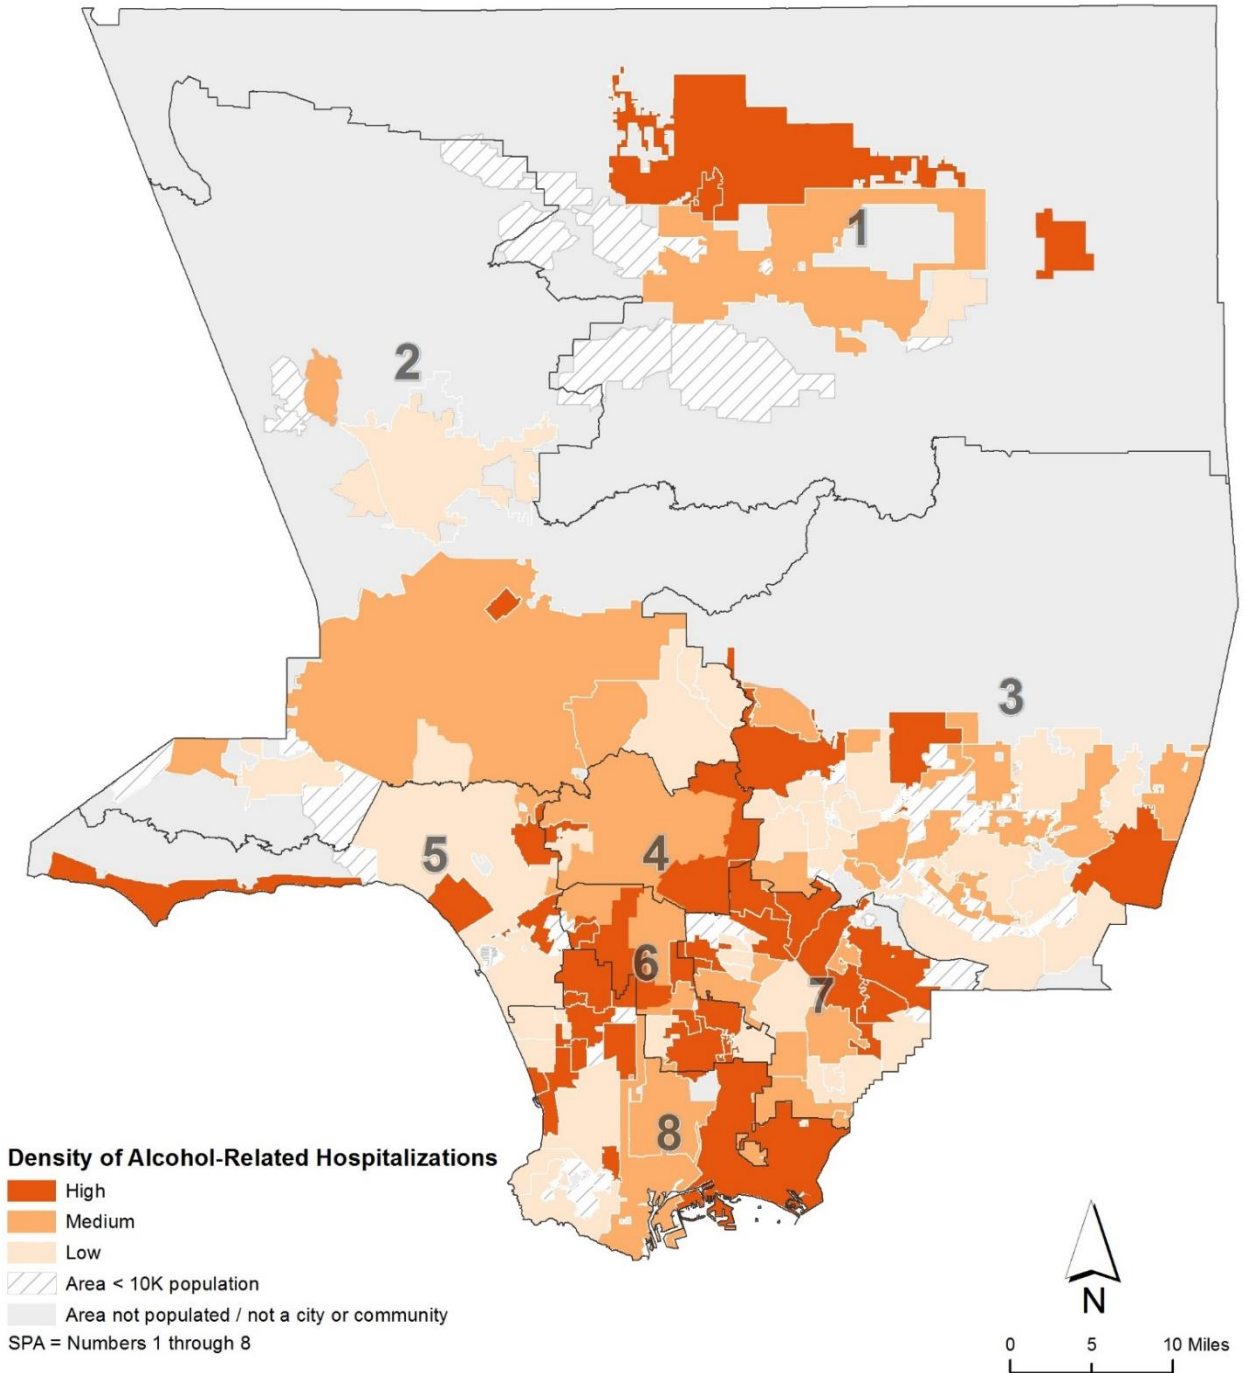 1
2
3
4
5
6
7
8
Density of Alcohol-Related Hospitalizations
High
Medium
Low
Area < 10K population
Area not populated / not a city or community
SPA = Numbers 1 through 8
N
0 5 10 Miles